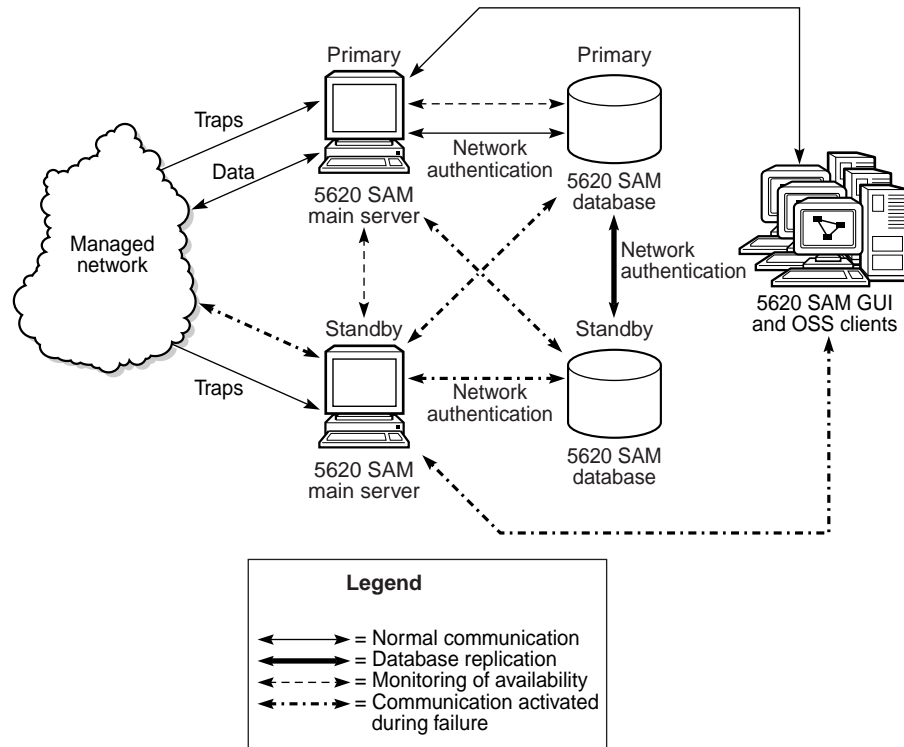 Primary
Primary
Traps
Network
authentication
Data
5620 SAM
main server
5620 SAM
database
Managed
network
Network
authentication
5620 SAM GUI
and OSS clients
Standby
Standby
Traps
Network
authentication
5620 SAM
main server
5620 SAM
database
Legend
= Normal communication
= Database replication
= Monitoring of availability
= Communication activated
during failure